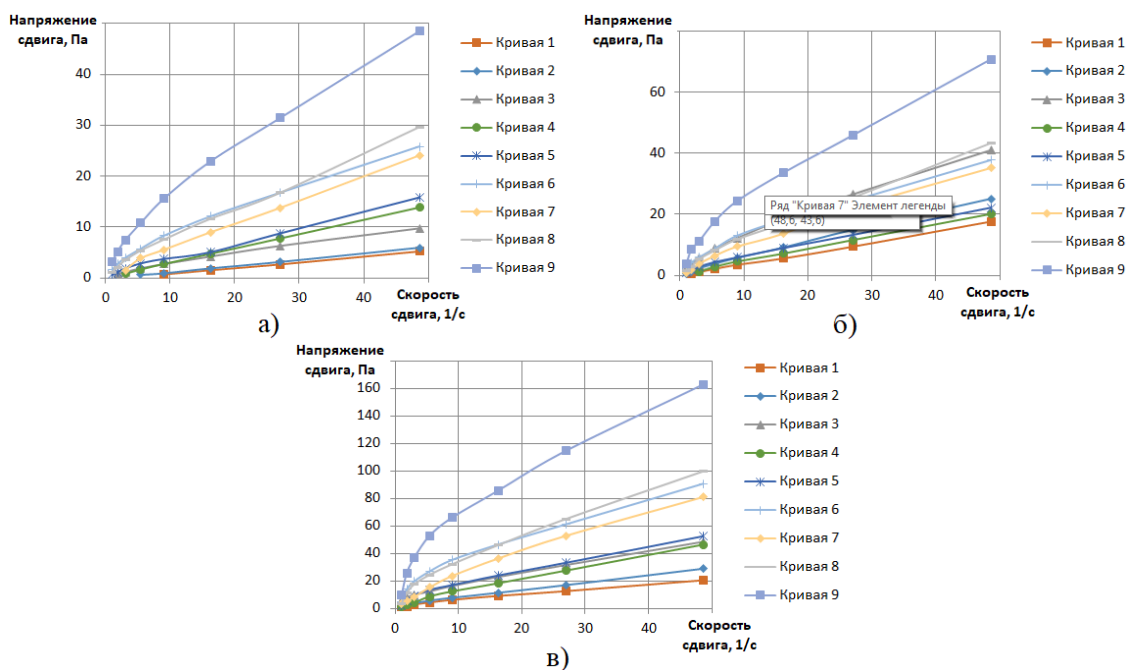 Напряжение
сдвига, Па
40
30
20
10
0
0
10
20
30
40
Скорость
сдвига, 1/с
Кривая 1
Кривая 2
Кривая 3
Кривая 4
Кривая 5
Кривая 6
Кривая 7
Кривая 8
Кривая 9
а)
Напряжение
сдвига, Па
60
40
20
0
0
10
20
30
40
Скорость
сдвига, 1/с
Ряд "Кривая 7" Элемент легенды
(48,6, 43,6)
Кривая 1
Кривая 2
Кривая 3
Кривая 4
Кривая 5
Кривая 6
Кривая 7
Кривая 8
Кривая 9
б)
Напряжение
сдвига, Па
160
140
120
100
80
60
40
20
0
0
10
20
30
40
Скорость
сдвига, 1/с
Кривая 1
Кривая 2
Кривая 3
Кривая 4
Кривая 5
Кривая 6
Кривая 7
Кривая 8
Кривая 9
в)